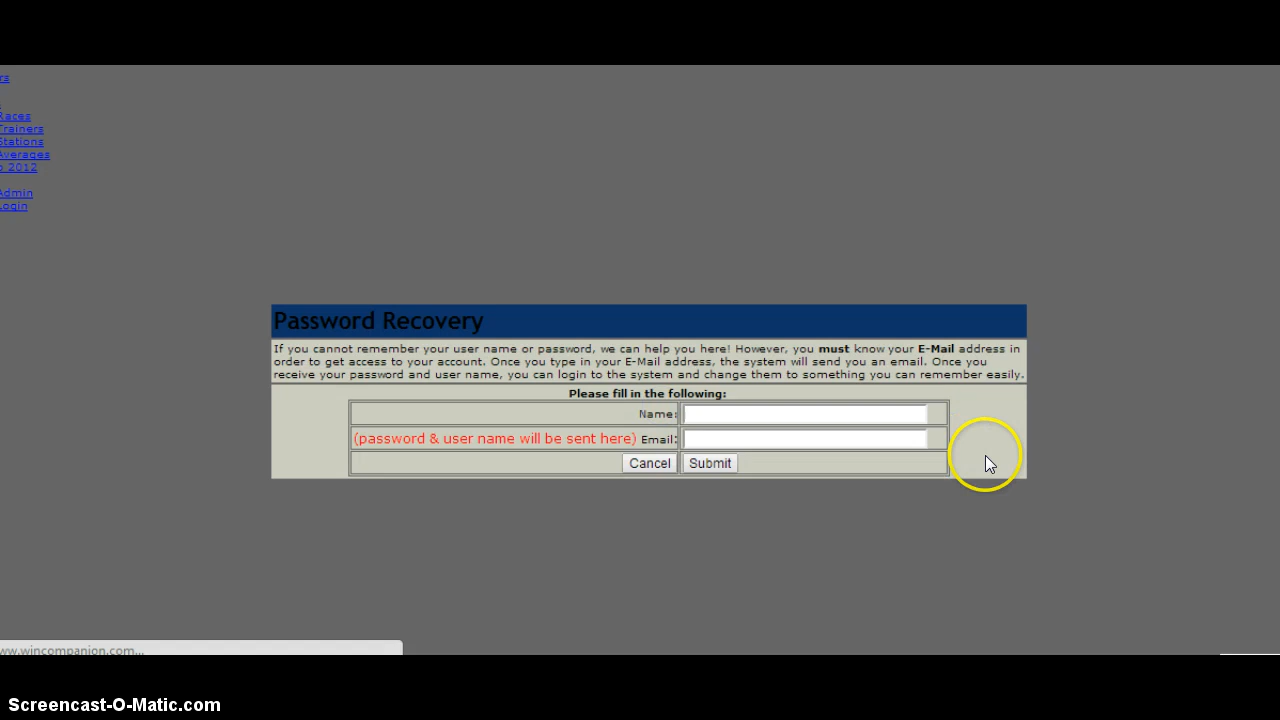 rs
Races
Trainers
Stations
Averages
o 2012
Admin
Login
Password Recovery
If you cannot remember your user name or password, we can help you here! However, you must know your E-Mail address in
order to get access to your account. Once you type in your E-Mail address, the system will send you an email. Once you
receive your password and user name, you can login to the system and change them to something you can remember easily.
Please fill in the following:
Name:
(password & user name will be sent here) Email:
Cancel Submit
ww.wincompanion.com...
Screencast-O-Matic.com